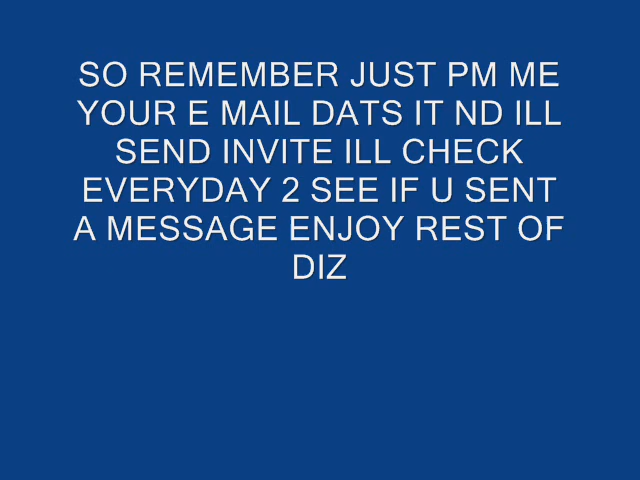 SO REMEMBER JUST PM ME
YOUR E MAIL DATS IT ND ILL
SEND INVITE ILL CHECK
EVERYDAY 2 SEE IF U SENT
A MESSAGE ENJOY REST OF
DIZ